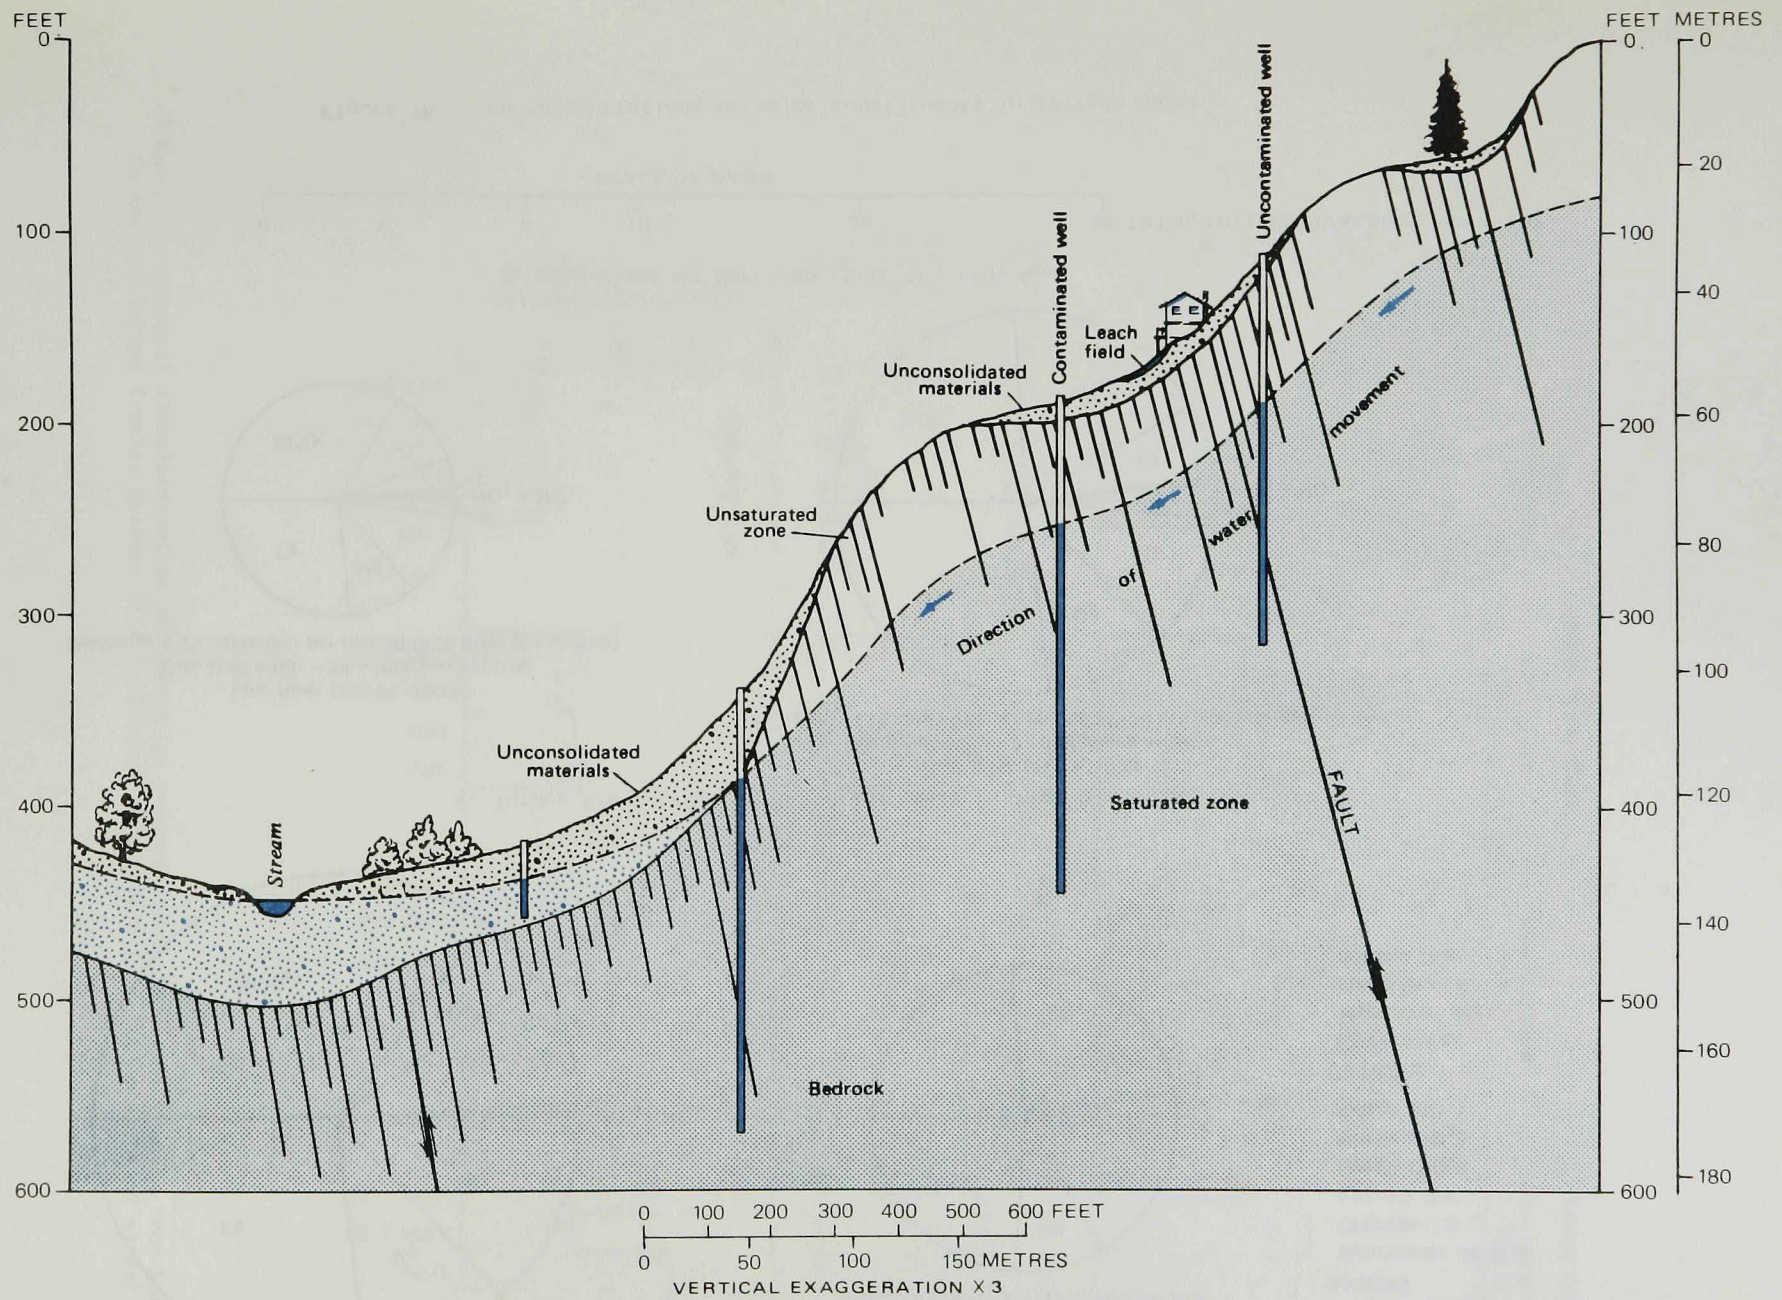 FEET
0
100
200
300
400
500
600
FEET METRES
0
100
200
300
400
500
600
0
20
40
60
80
100
120
140
160
180
Uncontaminated well
Contaminated well
Leach
field
Unconsolidated
materials
Unsaturated
zone
Direction of water movement
Unconsolidated
materials
Stream
Saturated zone
FAULT
Bedrock
0 100 200 300 400 500 600 FEET
0 50 100 150 METRES
VERTICAL EXAGGERATION X 3